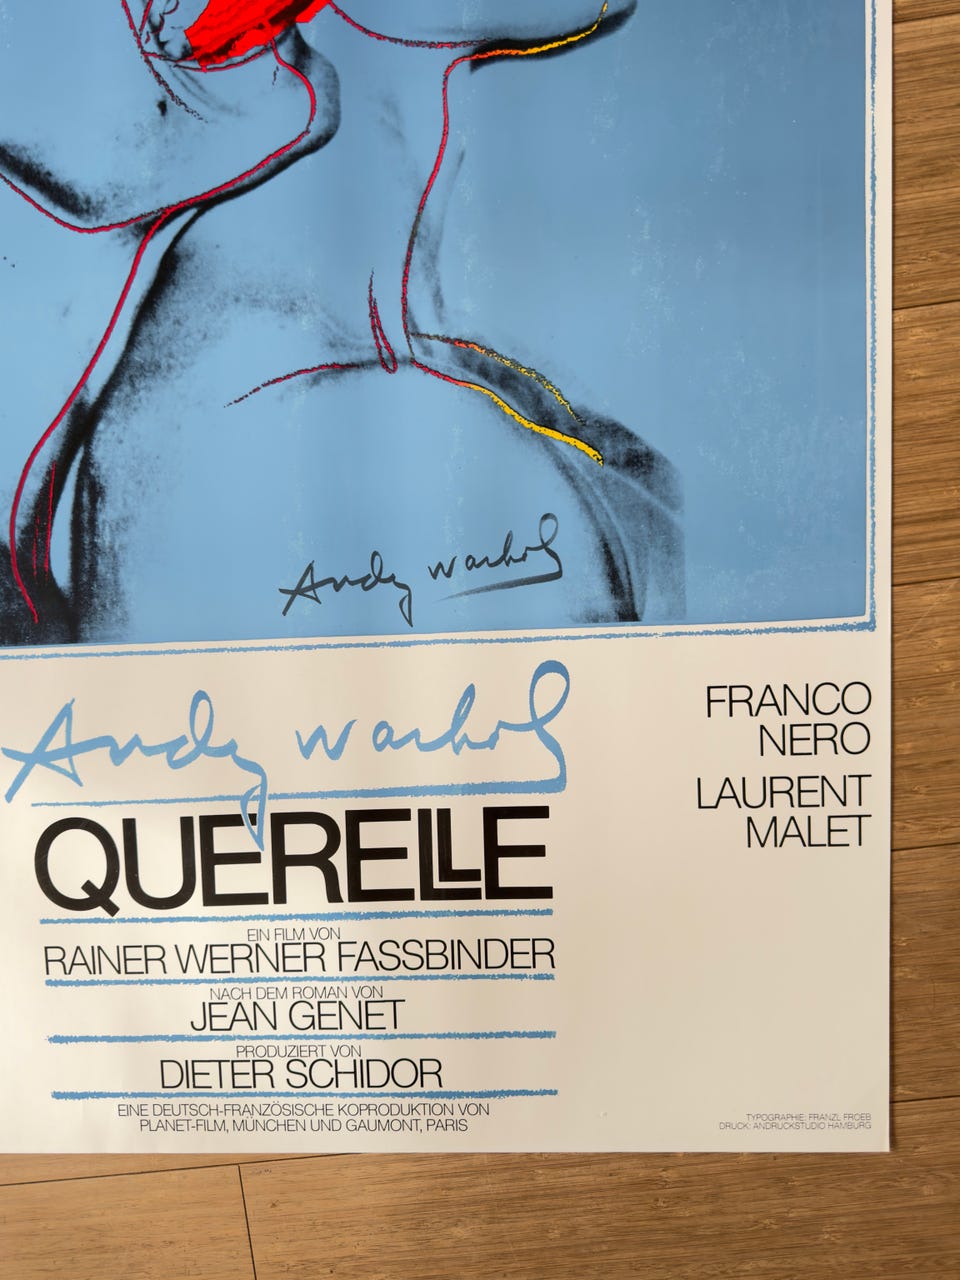 Andy Warhol
Andy Warhol
QUERELLE
EIN FILM VON
RAINER WERNER FASSBINDER
NACH DEM ROMAN VON
JEAN GENET
PRODUZIERT VON
DIETER SCHIDOR
EINE DEUTSCH-FRANZÖSISCHE KOPRODUKTION VON
PLANET-FILM, MÜNCHEN UND GAUMONT, PARIS
FRANCO
NERO
LAURENT
MALET
TYPOGRAPHIE: FRANZL FROEB
DRUCK: ANDRUCKSTUDIO HAMBURG